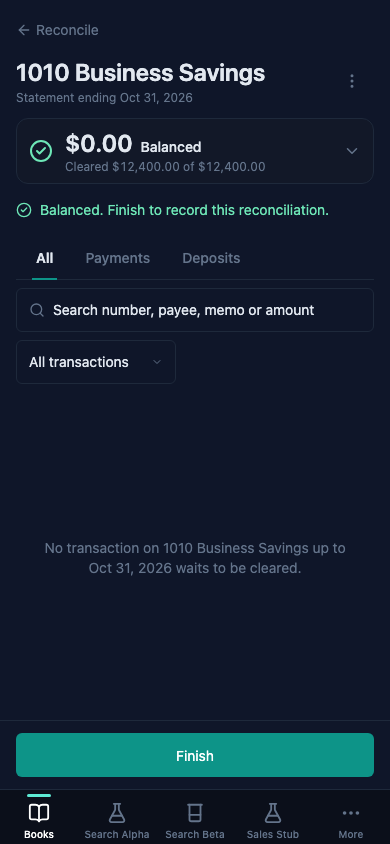 Reconcile
1010 Business Savings
Statement ending Oct 31, 2026
$0.00 Balanced
Cleared $12,400.00 of $12,400.00
Balanced. Finish to record this reconciliation.
All Payments Deposits
Search number, payee, memo or amount
All transactions
No transaction on 1010 Business Savings up to
Oct 31, 2026 waits to be cleared.
Finish
Books Search Alpha Search Beta Sales Stub More